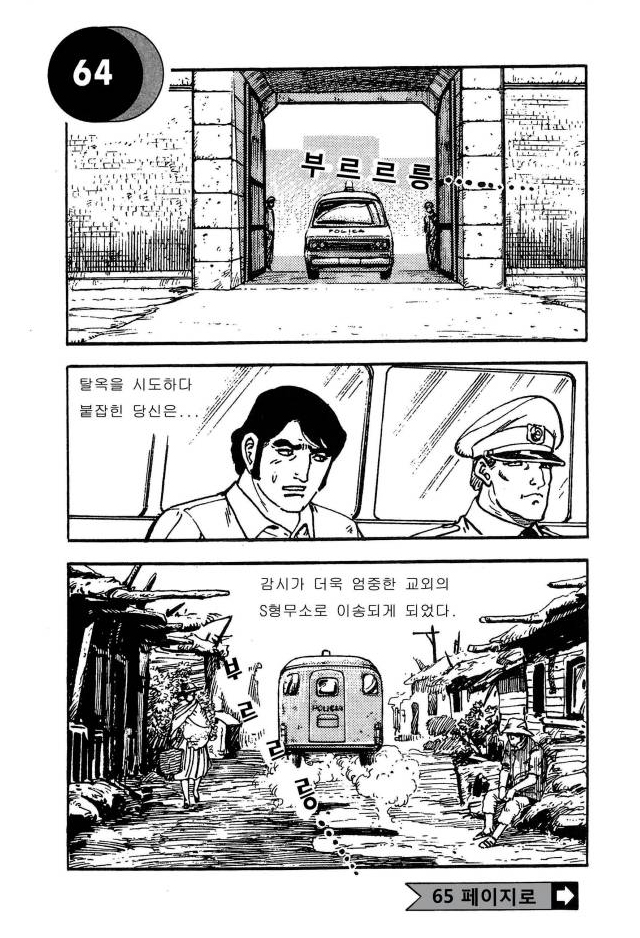 64
부르르릉
POLICA
탈옥을 시도하다
붙잡힌 당신은...
감시가 더욱 엄중한 교외의
S형무소로 이송되게 되었다.
부르르릉
POLICIA
65 페이지로